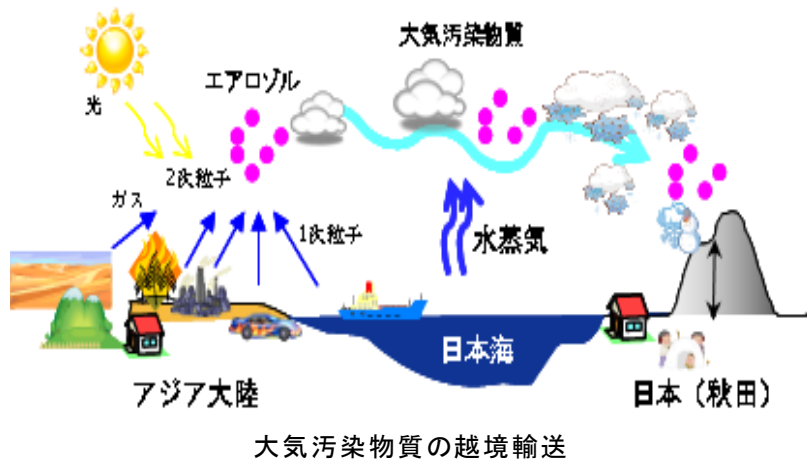 大気汚染物質
エアロゾル
光
2次粒子
ガス
1次粒子
水蒸気
日本海
アジア大陸
日本（秋田）
大気汚染物質の越境輸送